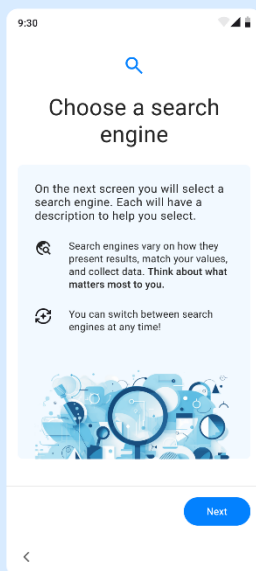 9:30
Choose a search
engine
On the next screen you will select a
search engine. Each will have a
description to help you select.
Search engines vary on how they
present results, match your values,
and collect data. Think about what
matters most to you.
You can switch between search
engines at any time!
Next